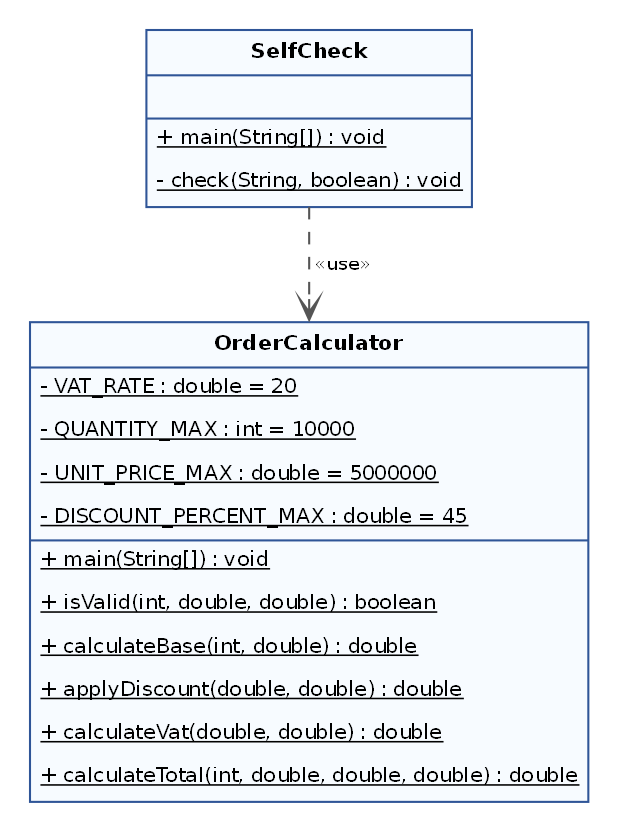 SelfCheck
+ main(String[]) : void
- check(String, boolean) : void
«use»
OrderCalculator
- VAT_RATE : double = 20
- QUANTITY_MAX : int = 10000
- UNIT_PRICE_MAX : double = 5000000
- DISCOUNT_PERCENT_MAX : double = 45
+ main(String[]) : void
+ isValid(int, double, double) : boolean
+ calculateBase(int, double) : double
+ applyDiscount(double, double) : double
+ calculateVat(double, double) : double
+ calculateTotal(int, double, double, double) : double